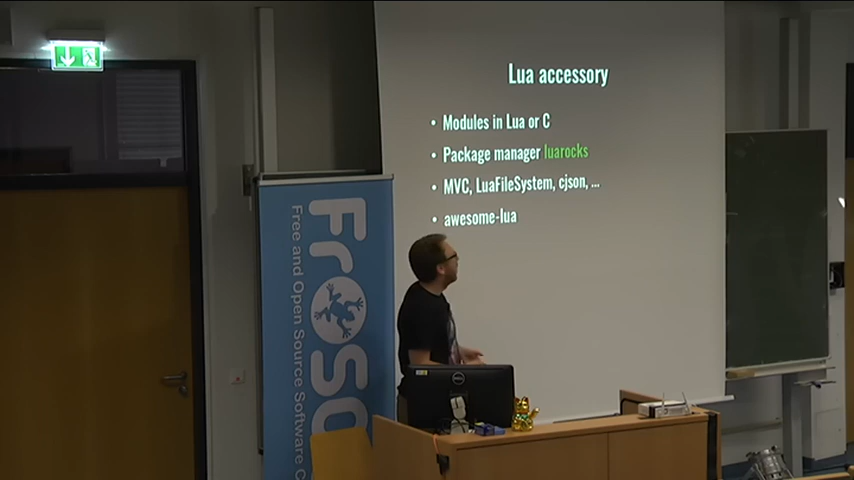 Lua accessory
• Modules in Lua or C
• Package manager luarocks
• MVC, LuaFileSystem, cjson, ...
• awesome-lua
FrOSC
Free and Open Source Software C
DELL